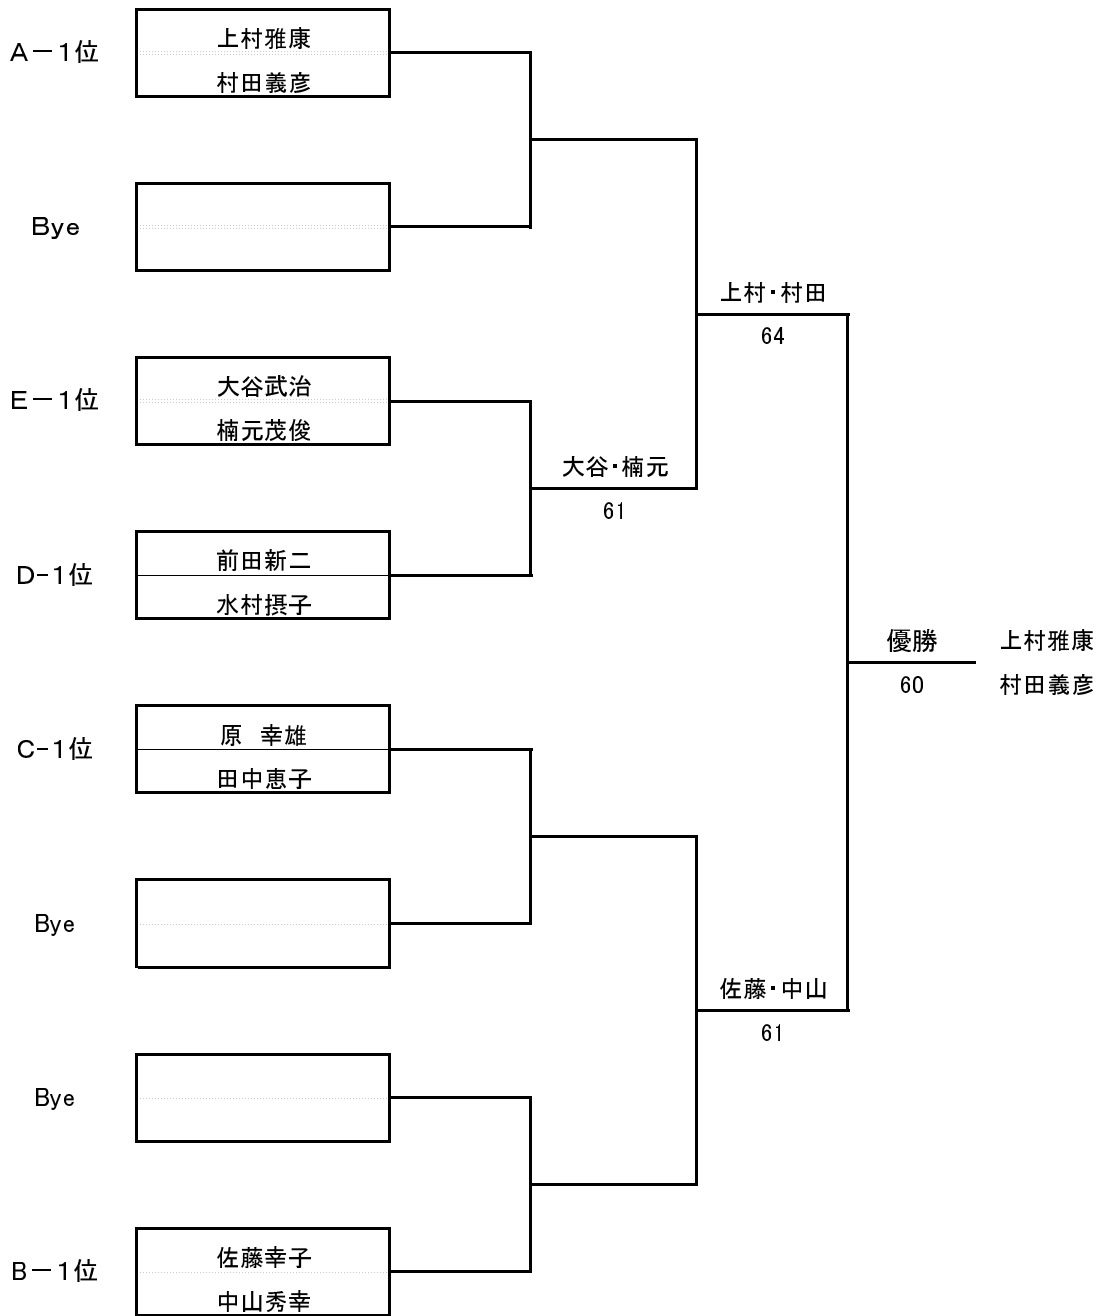 A－1位
上村雅康
村田義彦
Bye
上村・村田
64
E－1位
大谷武治
楠元茂俊
大谷・楠元
61
D-1位
前田新二
水村摂子
優勝
60
上村雅康
村田義彦
C-1位
原　幸雄
田中恵子
Bye
佐藤・中山
61
Bye
B－1位
佐藤幸子
中山秀幸